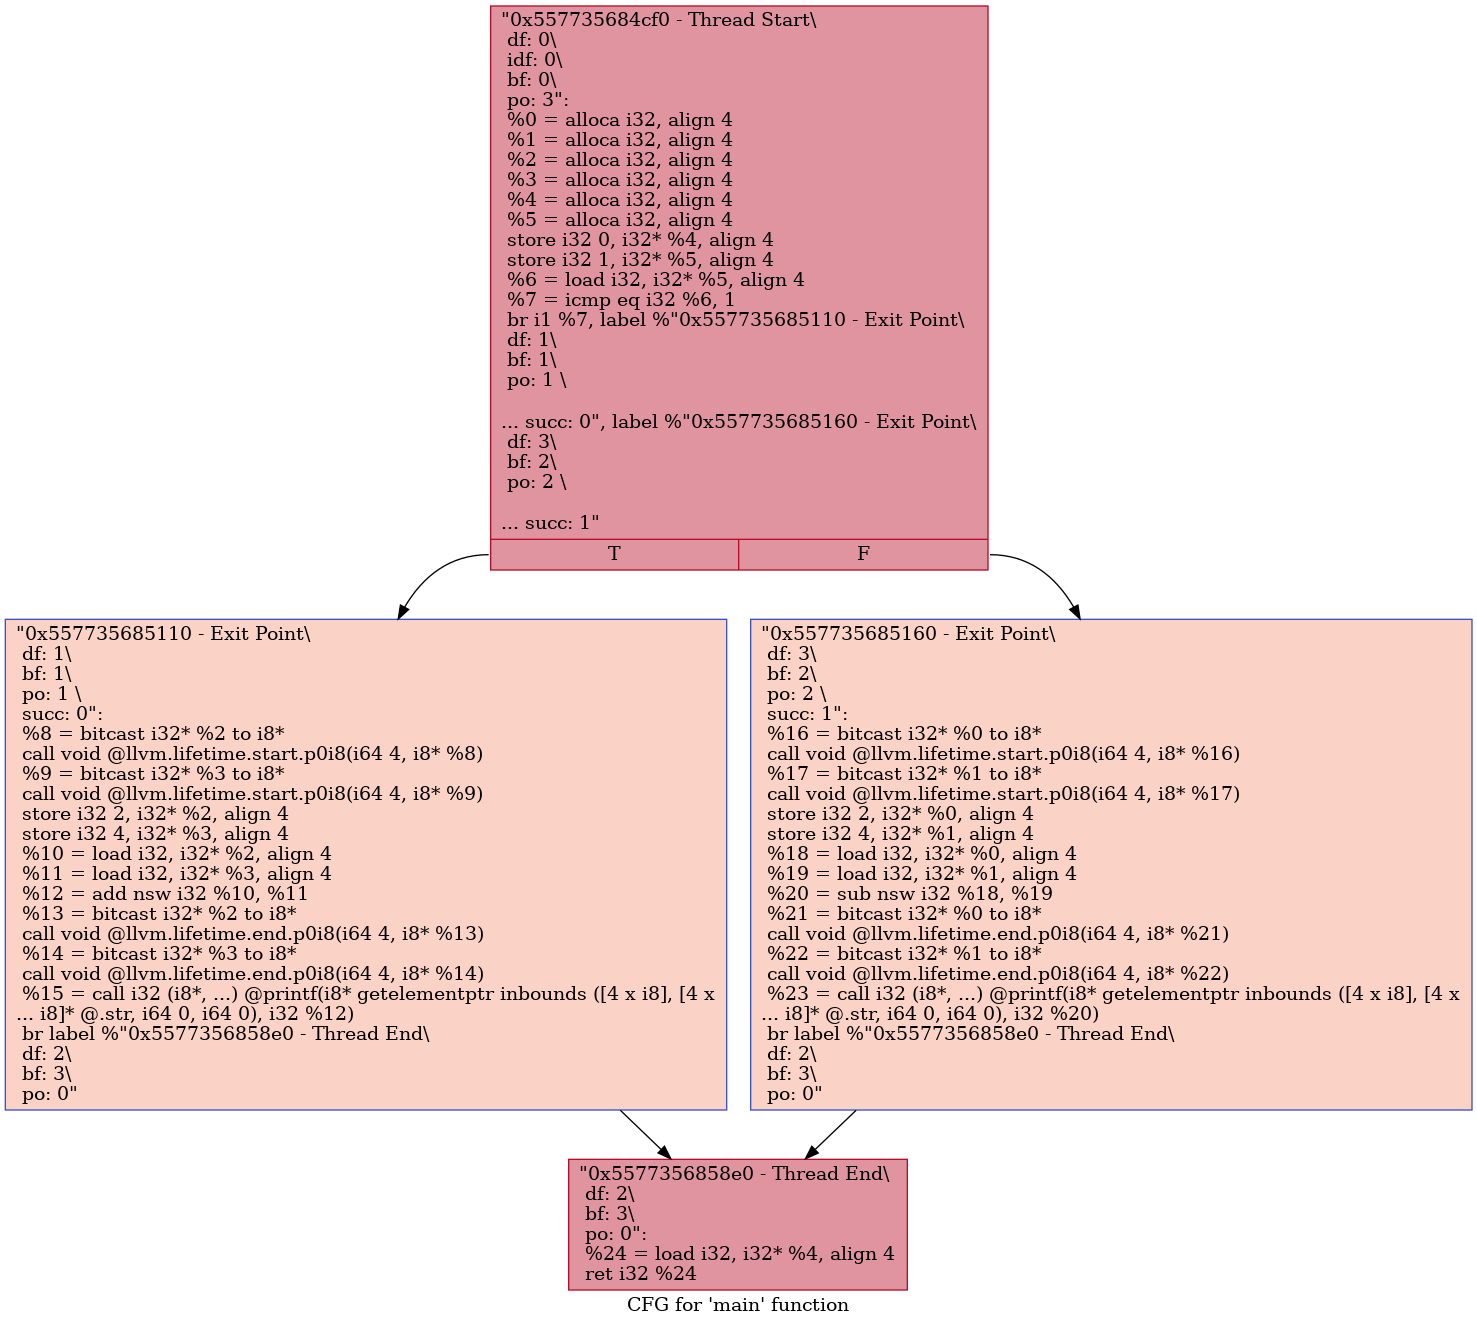 "0x557735684cf0 - Thread Start\
df: 0\
idf: 0\
bf: 0\
po: 3":
%0 = alloca i32, align 4
%1 = alloca i32, align 4
%2 = alloca i32, align 4
%3 = alloca i32, align 4
%4 = alloca i32, align 4
%5 = alloca i32, align 4
store i32 0, i32* %4, align 4
store i32 1, i32* %5, align 4
%6 = load i32, i32* %5, align 4
%7 = icmp eq i32 %6, 1
br i1 %7, label %"0x557735685110 - Exit Point\
df: 1\
bf: 1\
po: 1 \
... succ: 0", label %"0x557735685160 - Exit Point\
df: 3\
bf: 2\
po: 2 \
... succ: 1"
T
F
"0x557735685110 - Exit Point\
df: 1\
bf: 1\
po: 1 \
succ: 0":
%8 = bitcast i32* %2 to i8*
call void @llvm.lifetime.start.p0i8(i64 4, i8* %8)
%9 = bitcast i32* %3 to i8*
call void @llvm.lifetime.start.p0i8(i64 4, i8* %9)
store i32 2, i32* %2, align 4
store i32 4, i32* %3, align 4
%10 = load i32, i32* %2, align 4
%11 = load i32, i32* %3, align 4
%12 = add nsw i32 %10, %11
%13 = bitcast i32* %2 to i8*
call void @llvm.lifetime.end.p0i8(i64 4, i8* %13)
%14 = bitcast i32* %3 to i8*
call void @llvm.lifetime.end.p0i8(i64 4, i8* %14)
%15 = call i32 (i8*, ...) @printf(i8* getelementptr inbounds ([4 x i8], [4 x
... i8]* @.str, i64 0, i64 0), i32 %12)
br label %"0x5577356858e0 - Thread End\
df: 2\
bf: 3\
po: 0"
"0x557735685160 - Exit Point\
df: 3\
bf: 2\
po: 2 \
succ: 1":
%16 = bitcast i32* %0 to i8*
call void @llvm.lifetime.start.p0i8(i64 4, i8* %16)
%17 = bitcast i32* %1 to i8*
call void @llvm.lifetime.start.p0i8(i64 4, i8* %17)
store i32 2, i32* %0, align 4
store i32 4, i32* %1, align 4
%18 = load i32, i32* %0, align 4
%19 = load i32, i32* %1, align 4
%20 = sub nsw i32 %18, %19
%21 = bitcast i32* %0 to i8*
call void @llvm.lifetime.end.p0i8(i64 4, i8* %21)
%22 = bitcast i32* %1 to i8*
call void @llvm.lifetime.end.p0i8(i64 4, i8* %22)
%23 = call i32 (i8*, ...) @printf(i8* getelementptr inbounds ([4 x i8], [4 x
... i8]* @.str, i64 0, i64 0), i32 %20)
br label %"0x5577356858e0 - Thread End\
df: 2\
bf: 3\
po: 0"
"0x5577356858e0 - Thread End\
df: 2\
bf: 3\
po: 0":
%24 = load i32, i32* %4, align 4
ret i32 %24
CFG for 'main' function